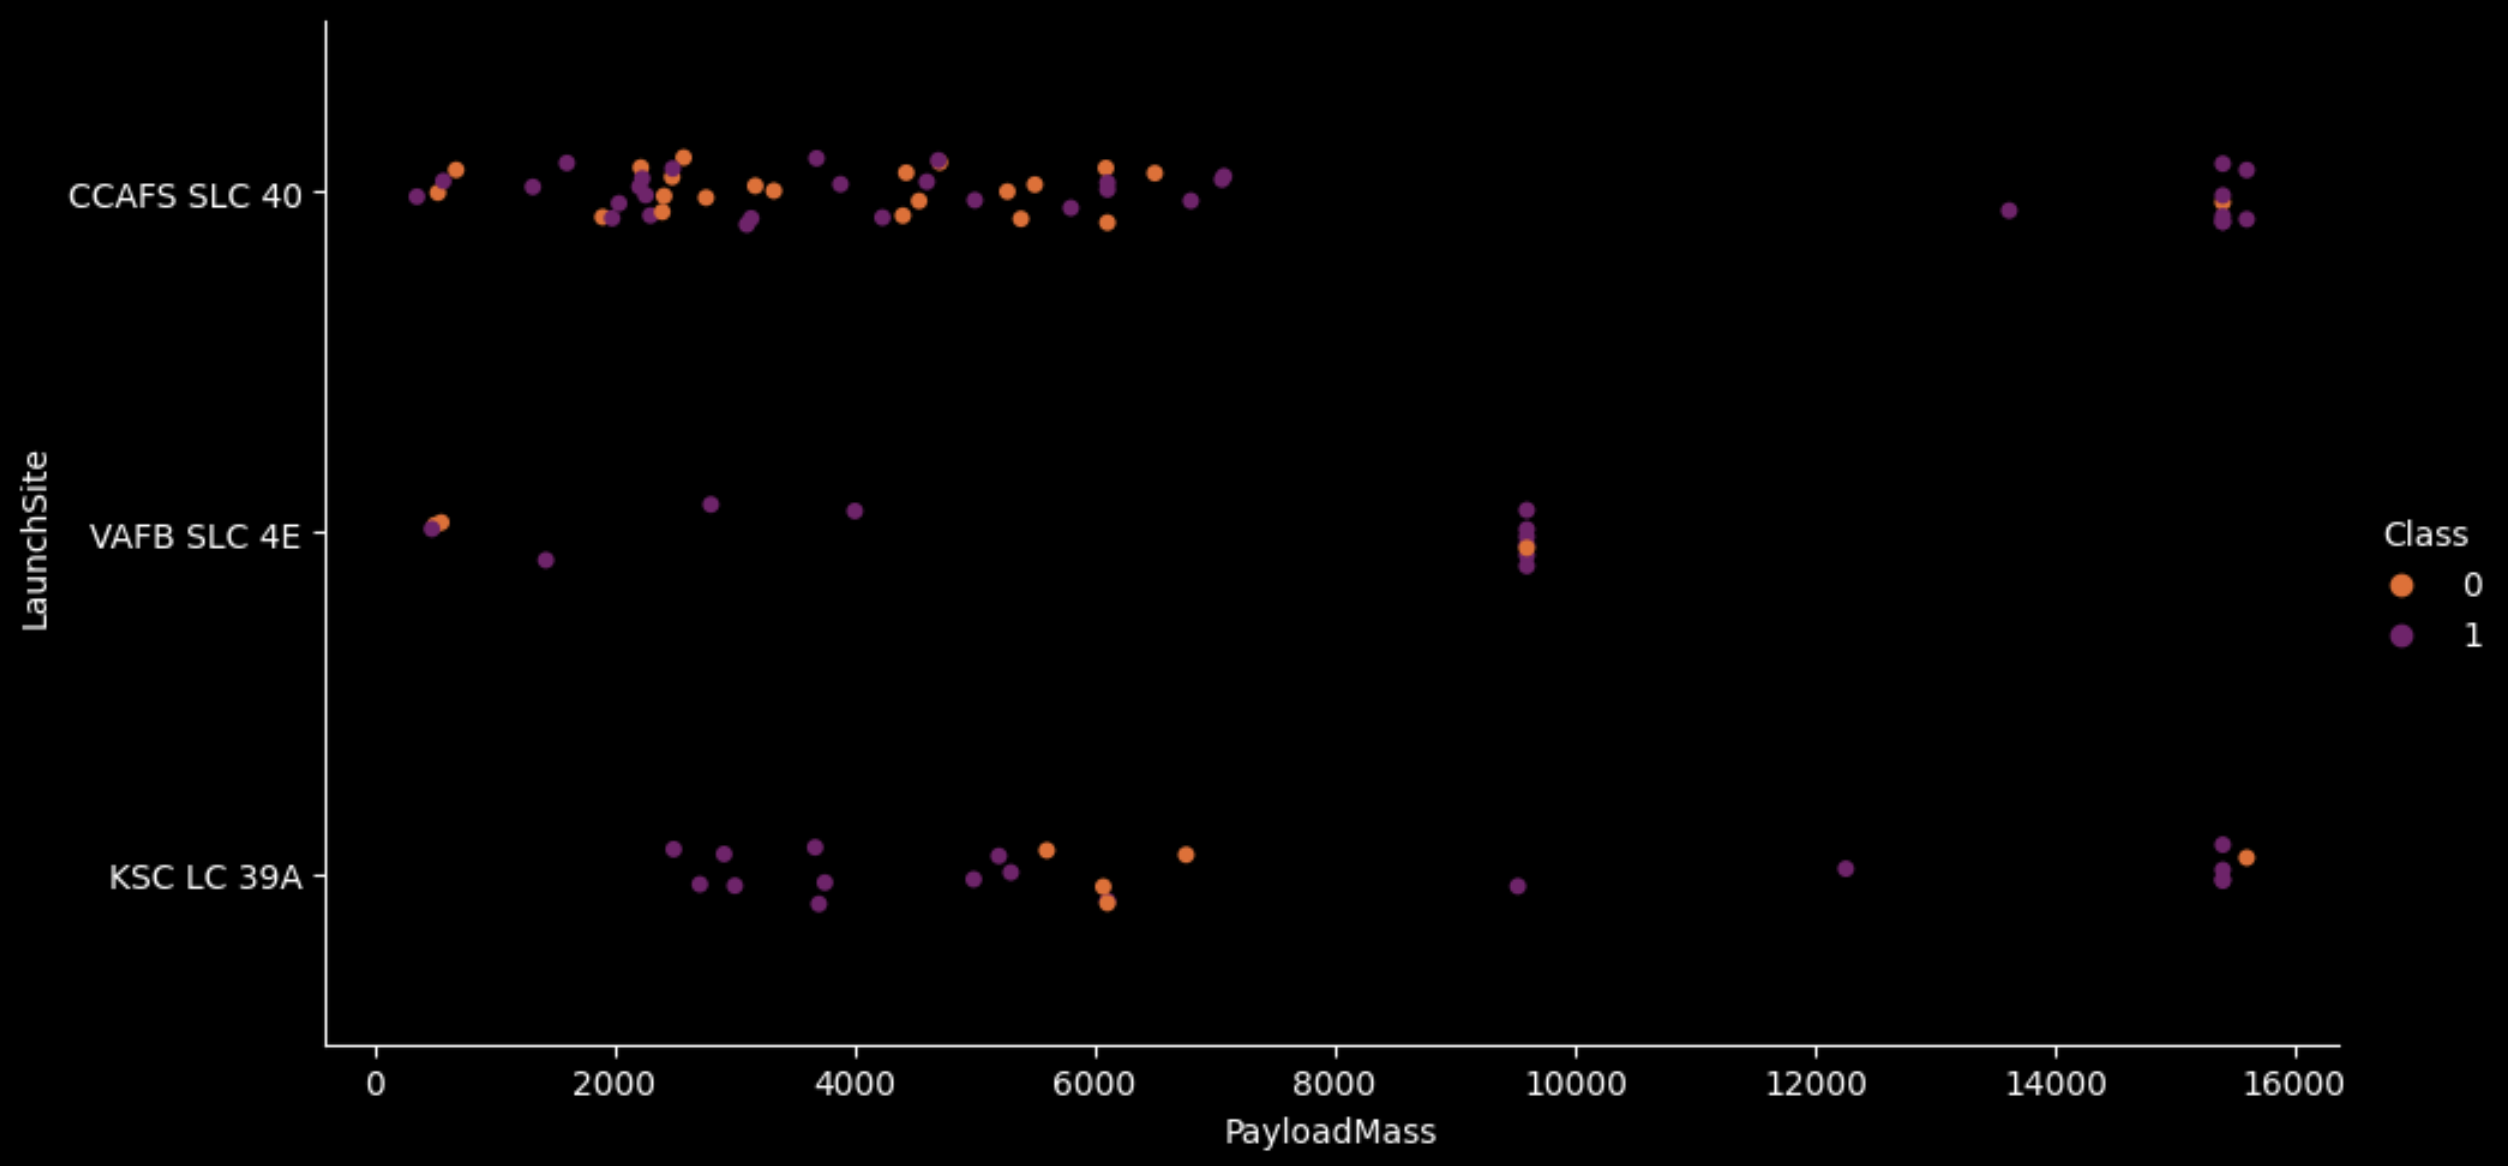 CCAFS SLC 40
VAFB SLC 4E
KSC LC 39A
LaunchSite
0 2000 4000 6000 8000 10000 12000 14000 16000
PayloadMass
Class
0
1